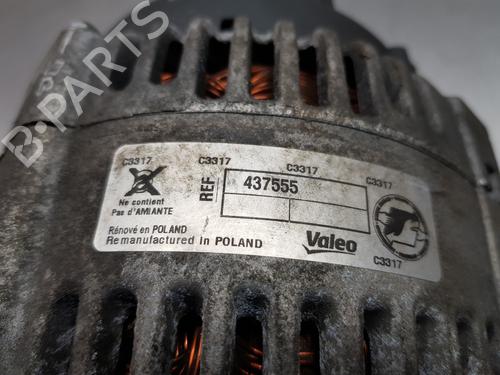 B-PARTS
C3317 C3317 C3317 C3317
REF 437555
Ne contient
Pas d'AMIANTE
Rénové en POLAND
Remanufactured in POLAND
Valeo
C3317